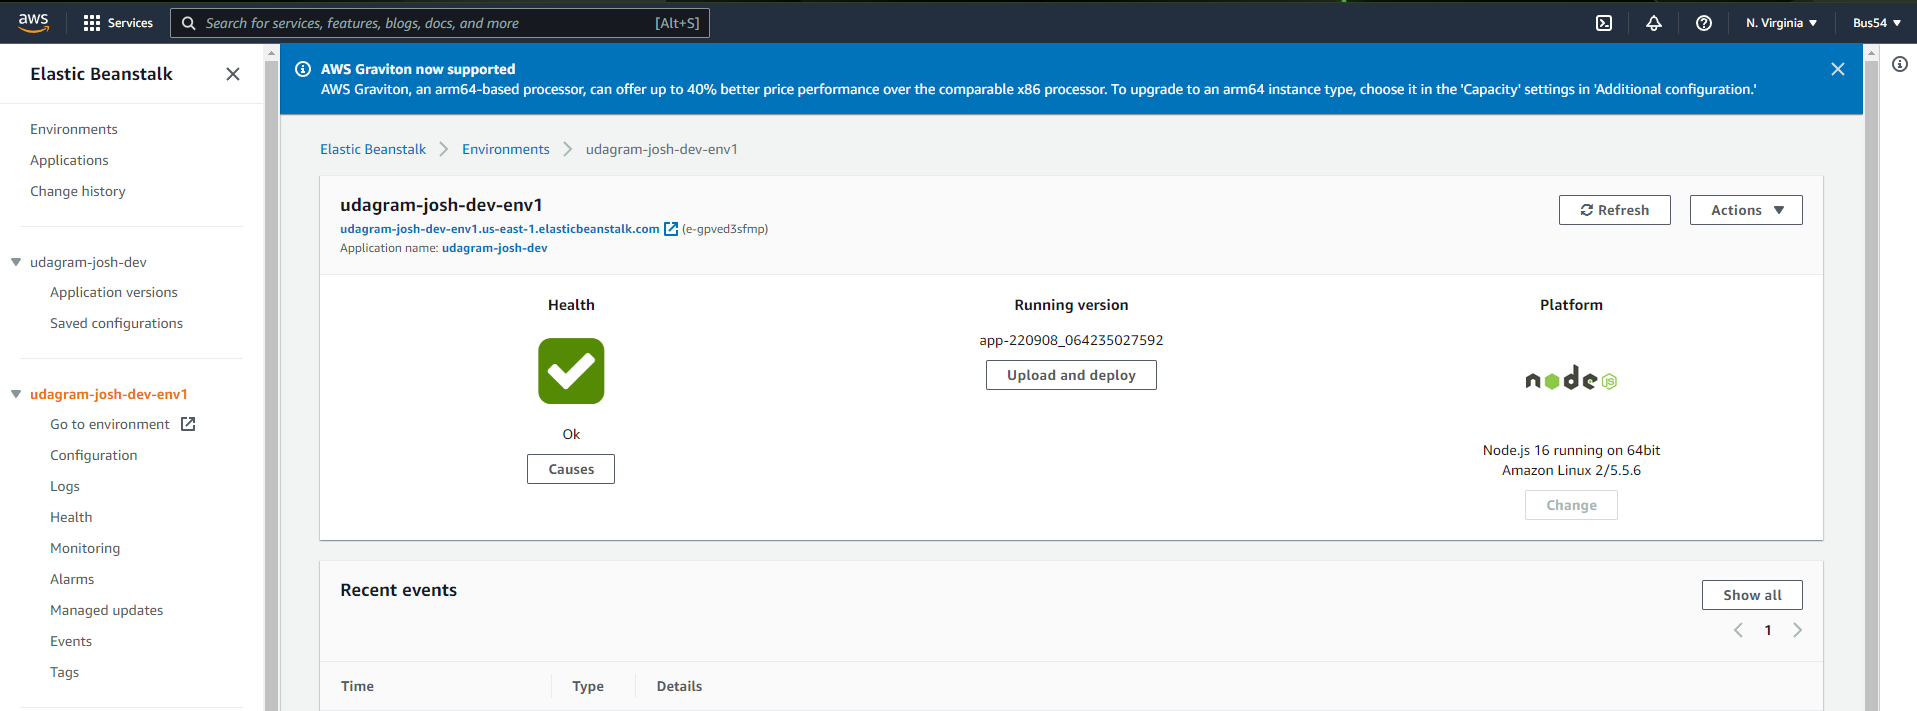 aws
Services
Search for services, features, blogs, docs, and more
[Alt+S]
N. Virginia
Bus54
Elastic Beanstalk
Environments
Applications
Change history
udagram-josh-dev
Application versions
Saved configurations
udagram-josh-dev-env1
Go to environment
Configuration
Logs
Health
Monitoring
Alarms
Managed updates
Events
Tags
AWS Graviton now supported
AWS Graviton, an arm64-based processor, can offer up to 40% better price performance over the comparable x86 processor. To upgrade to an arm64 instance type, choose it in the 'Capacity' settings in 'Additional configuration.'
Elastic Beanstalk
Environments
udagram-josh-dev-env1
udagram-josh-dev-env1
udagram-josh-dev-env1.us-east-1.elasticbeanstalk.com (e-gpved3sfmp)
Application name: udagram-josh-dev
Refresh
Actions
Health
Ok
Causes
Running version
app-220908_064235027592
Upload and deploy
Platform
node JS
Node.js 16 running on 64bit
Amazon Linux 2/5.5.6
Change
Recent events
Show all
1
Time
Type
Details